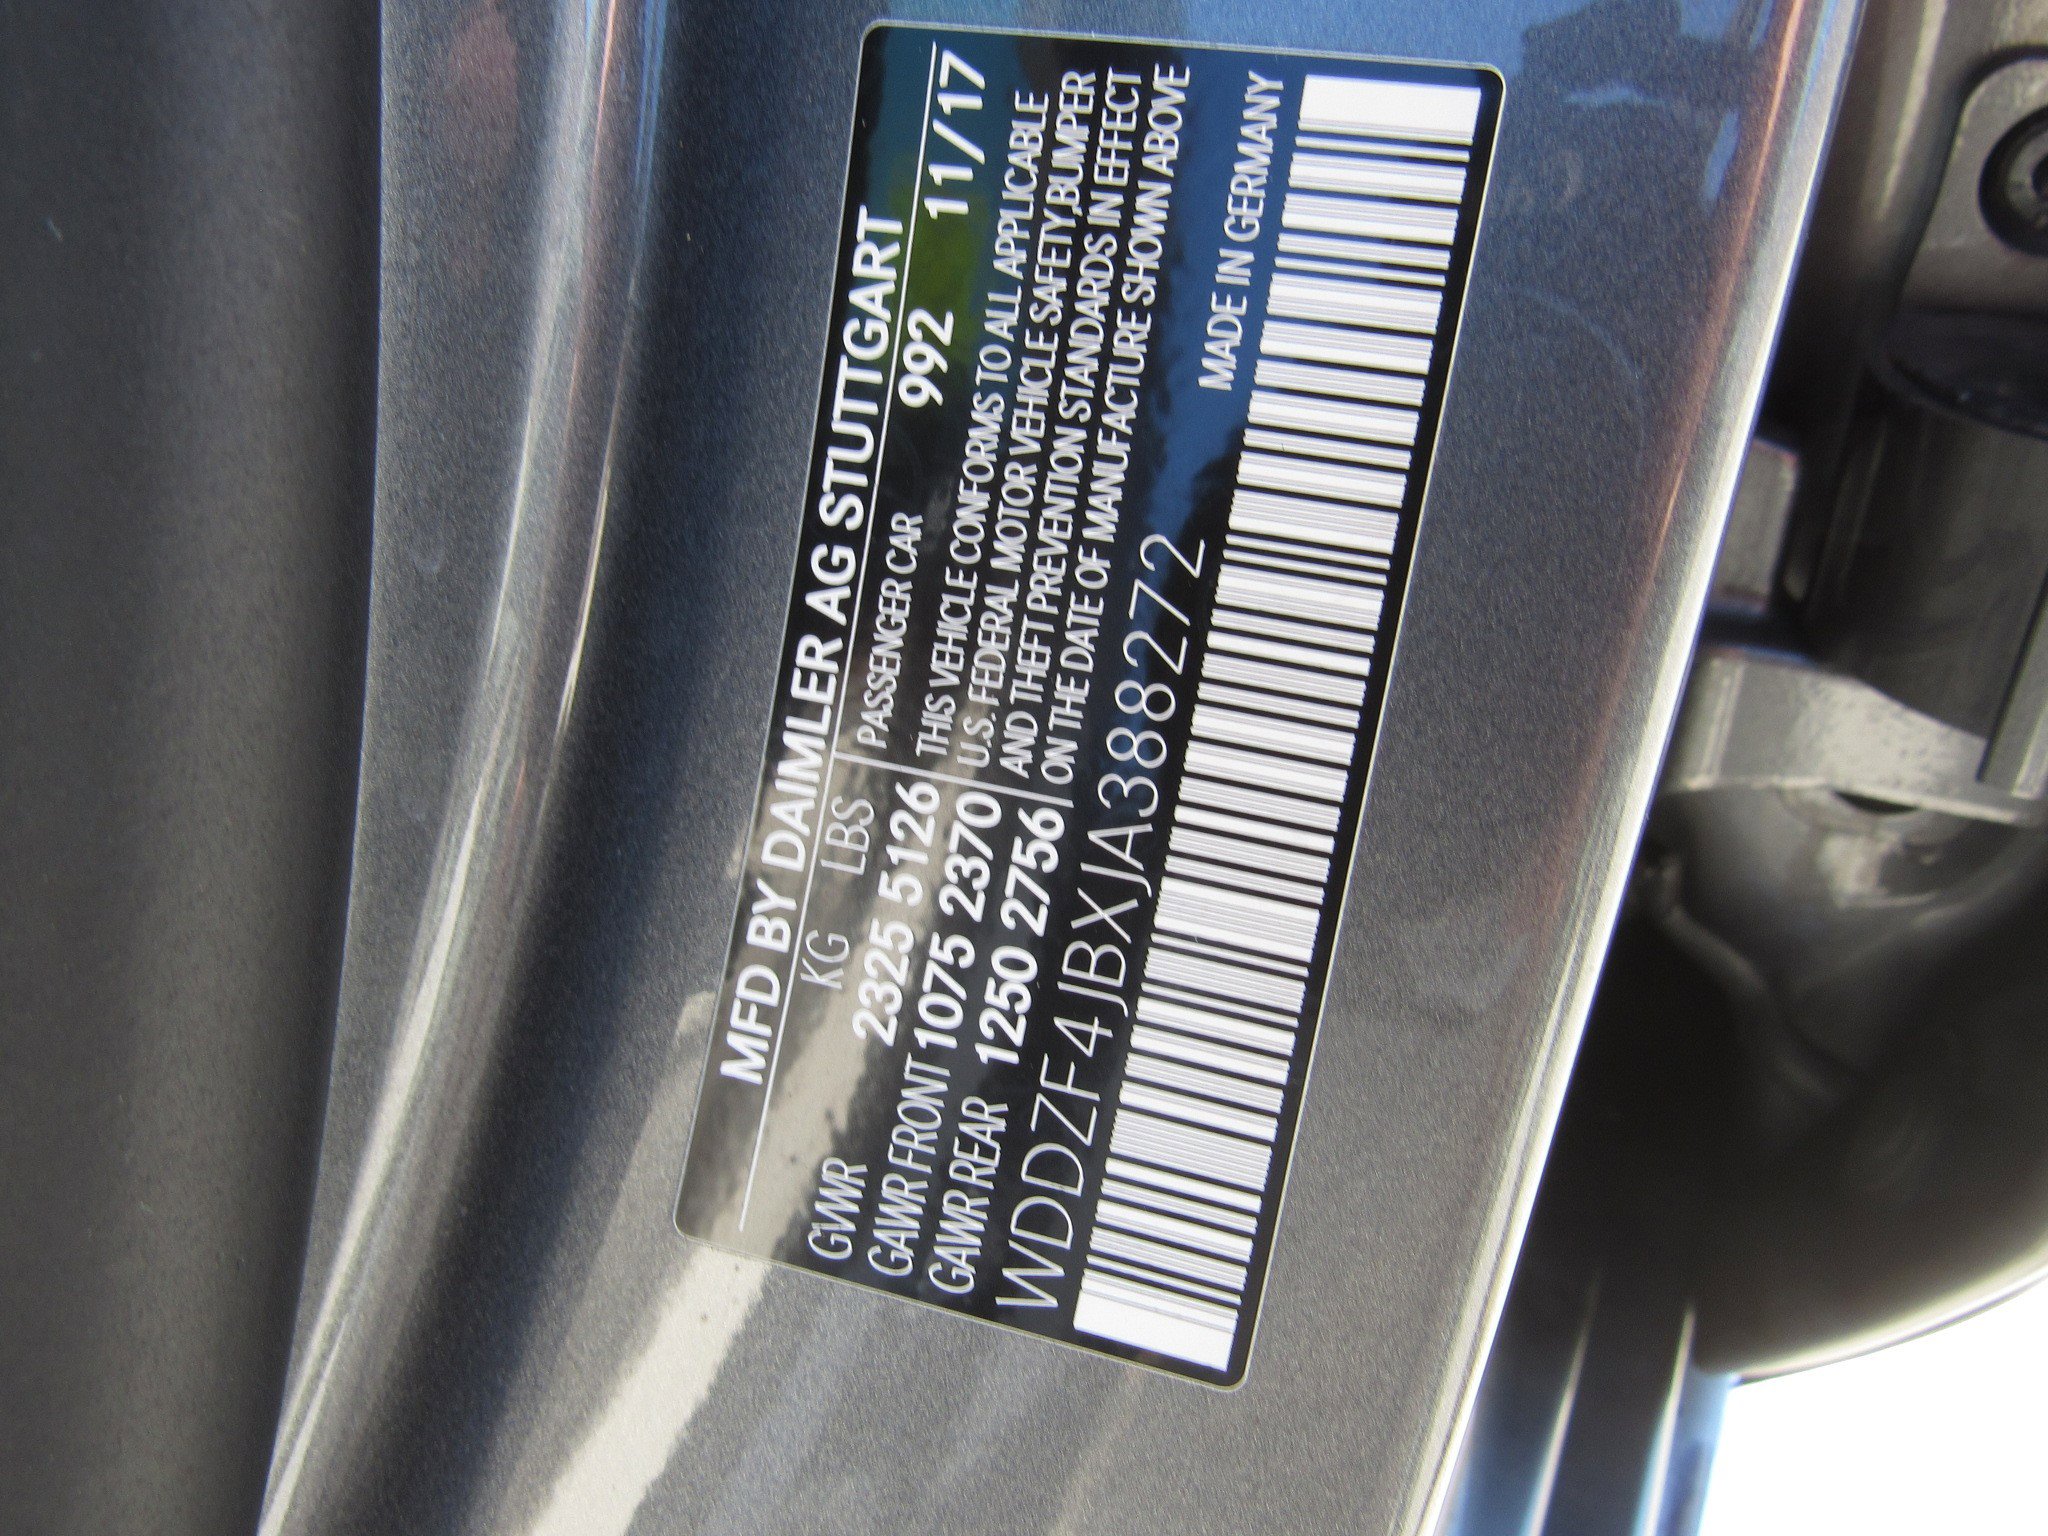 MFD BY DAIMLER AG STUTTGART
KG LBS PASSENGER CAR 992 11/17
GVWR 2325 5126 THIS VEHICLE CONFORMS TO ALL APPLICABLE
GAWR FRONT 1075 2370 U.S. FEDERAL MOTOR VEHICLE SAFETY,BUMPER
GAWR REAR 1250 2756 AND THEFT PREVENTION STANDARDS IN EFFECT
ON THE DATE OF MANUFACTURE SHOWN ABOVE
WDDZF4JBXJA388272 MADE IN GERMANY